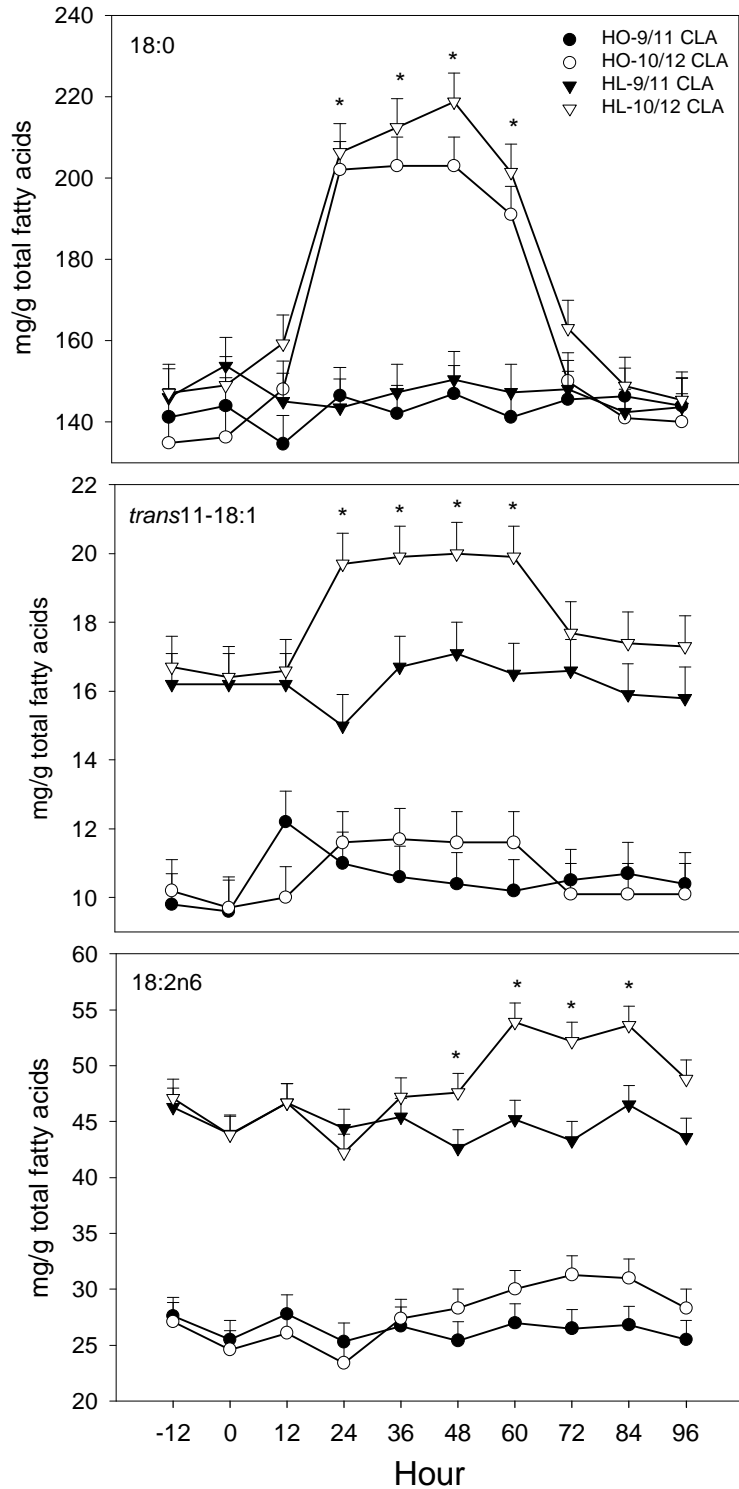 18:0
HO-9/11 CLA
HO-10/12 CLA
HL-9/11 CLA
HL-10/12 CLA
* * * *
mg/g total fatty acids
240
220
200
180
160
140
trans11-18:1
* * * *
mg/g total fatty acids
22
20
18
16
14
12
10
18:2n6
* * * *
mg/g total fatty acids
60
55
50
45
40
35
30
25
20
-12 0 12 24 36 48 60 72 84 96
Hour